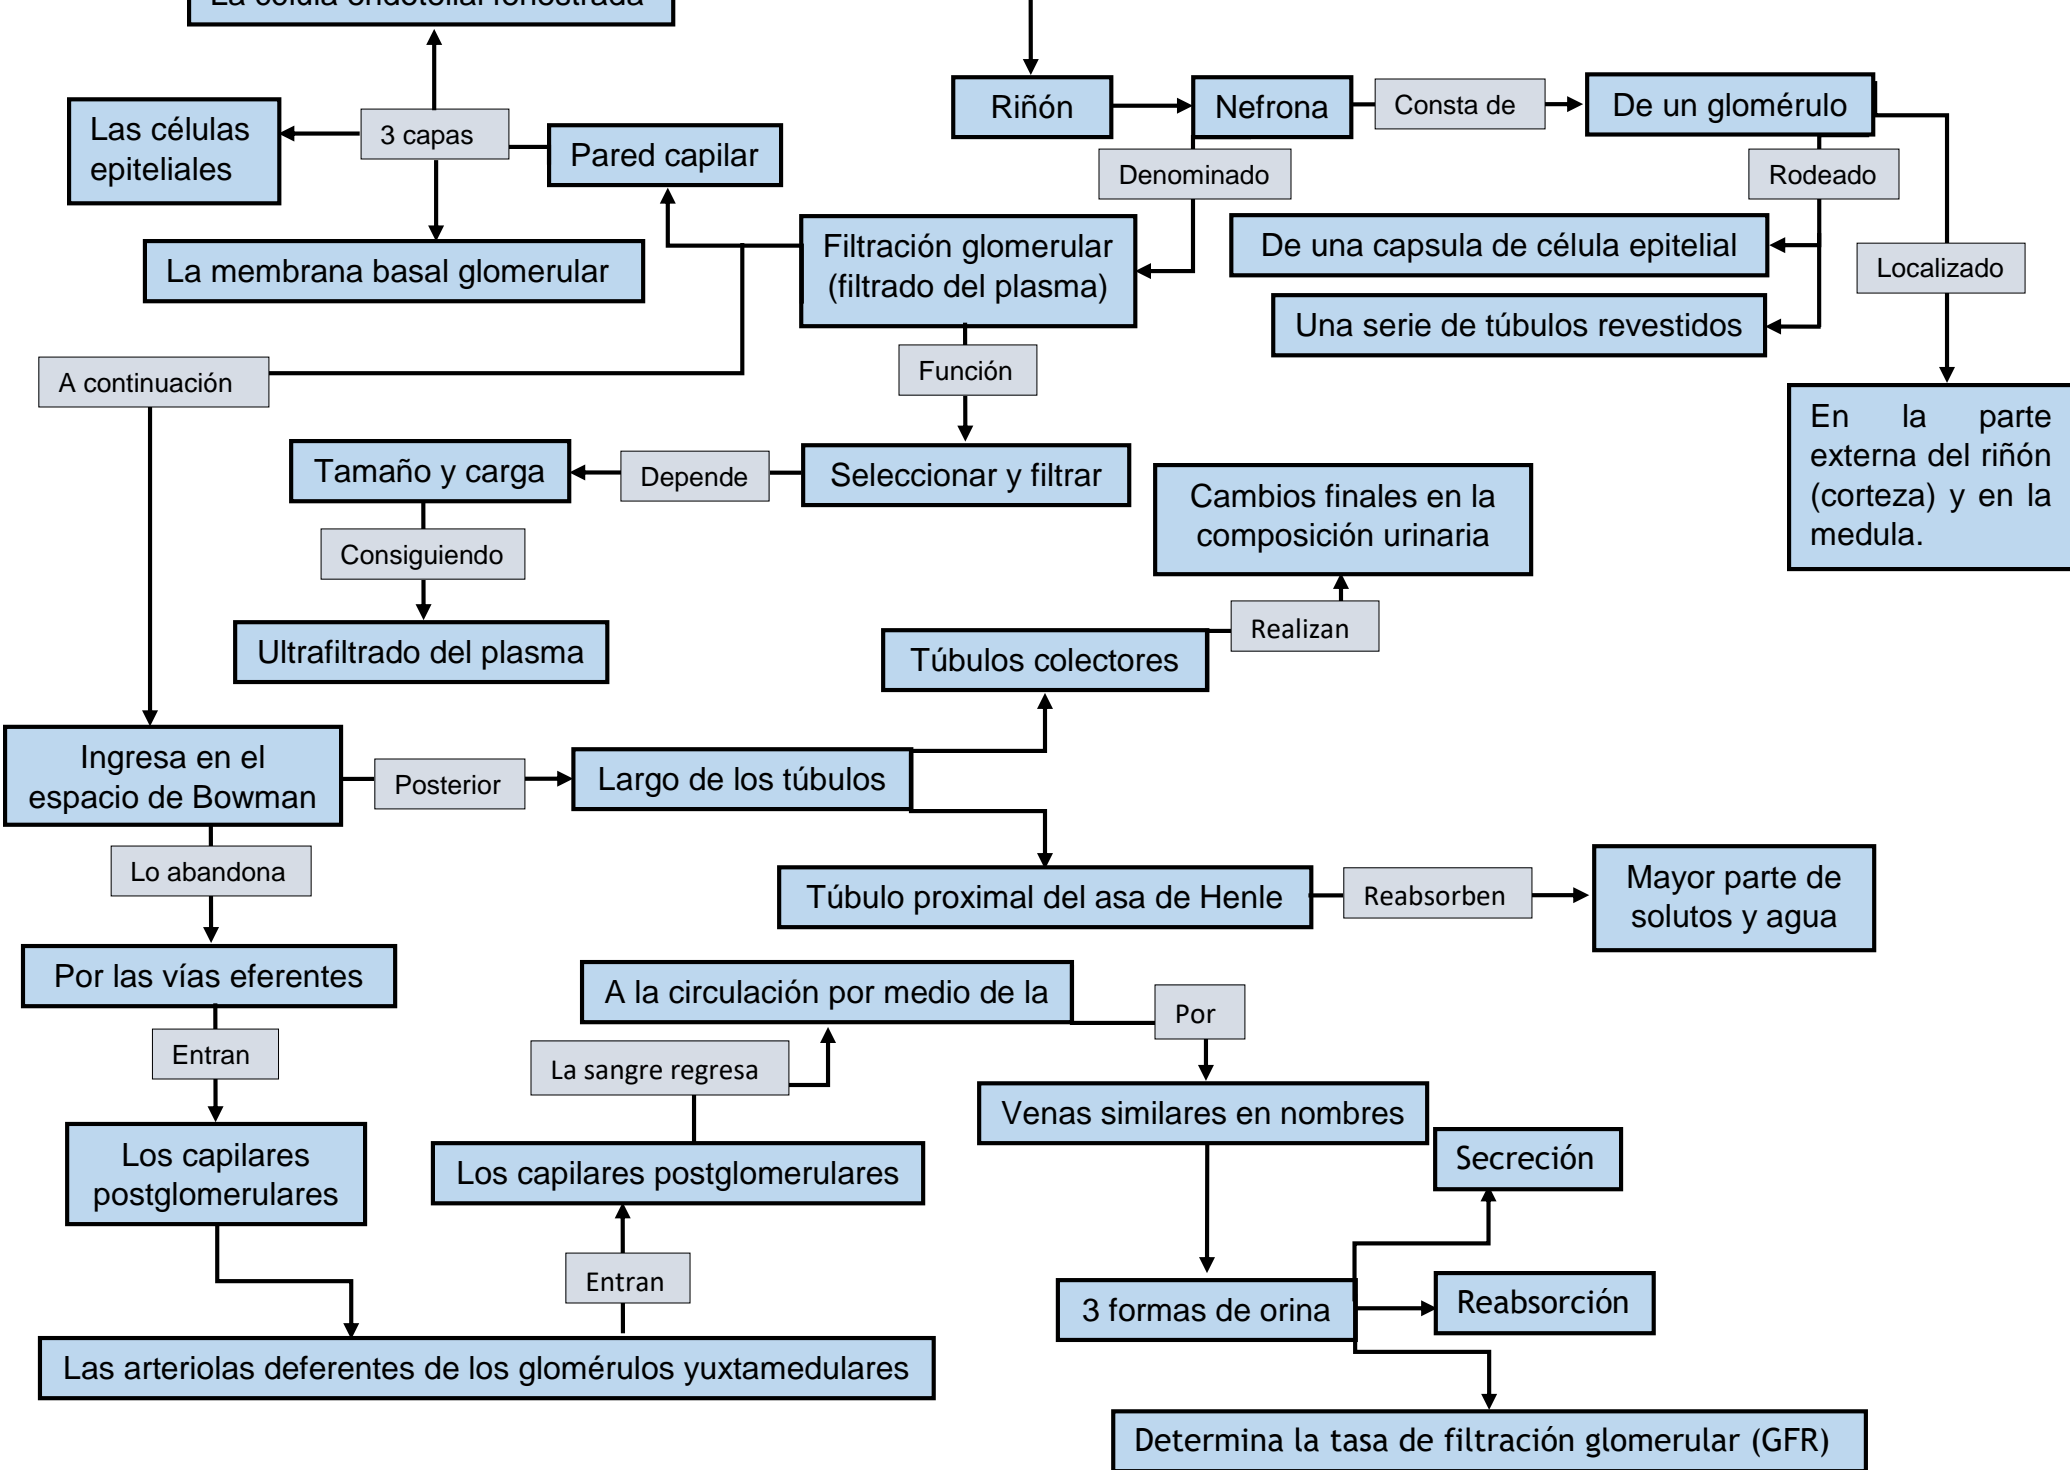 La célula endotelial fenestrada
Riñón
Nefrona
Consta de
De un glomérulo
Las células
epiteliales
3 capas
Pared capilar
Denominado
Rodeado
La membrana basal glomerular
Filtración glomerular
(filtrado del plasma)
De una capsula de célula epitelial
Localizado
Una serie de túbulos revestidos
A continuación
Función
En la parte
externa del riñón
(corteza) y en la
medula.
Tamaño y carga
Depende
Seleccionar y filtrar
Cambios finales en la
composición urinaria
Consiguiendo
Ultrafiltrado del plasma
Túbulos colectores
Realizan
Ingresa en el
espacio de Bowman
Posterior
Largo de los túbulos
Lo abandona
Túbulo proximal del asa de Henle
Reabsorben
Mayor parte de
solutos y agua
Por las vías eferentes
A la circulación por medio de la
Por
Entran
La sangre regresa
Venas similares en nombres
Los capilares
postglomerulares
Los capilares postglomerulares
Secreción
Entran
3 formas de orina
Reabsorción
Las arteriolas deferentes de los glomérulos yuxtamedulares
Determina la tasa de filtración glomerular (GFR)